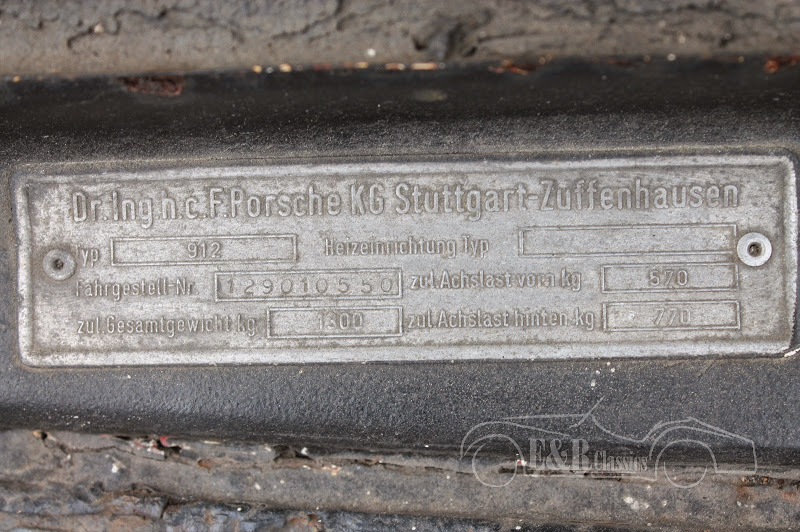 Dr.Ing h.c.F.Porsche KG Stuttgart-Zuffenhausen
Typ 912 Heizeinrichtung Typ
Fahrgestell-Nr. 129010550 zul.Achslast vorn kg 570
zul.Gesamtgewicht kg 1300 zul.Achslast hinten kg 770
E&R Classics